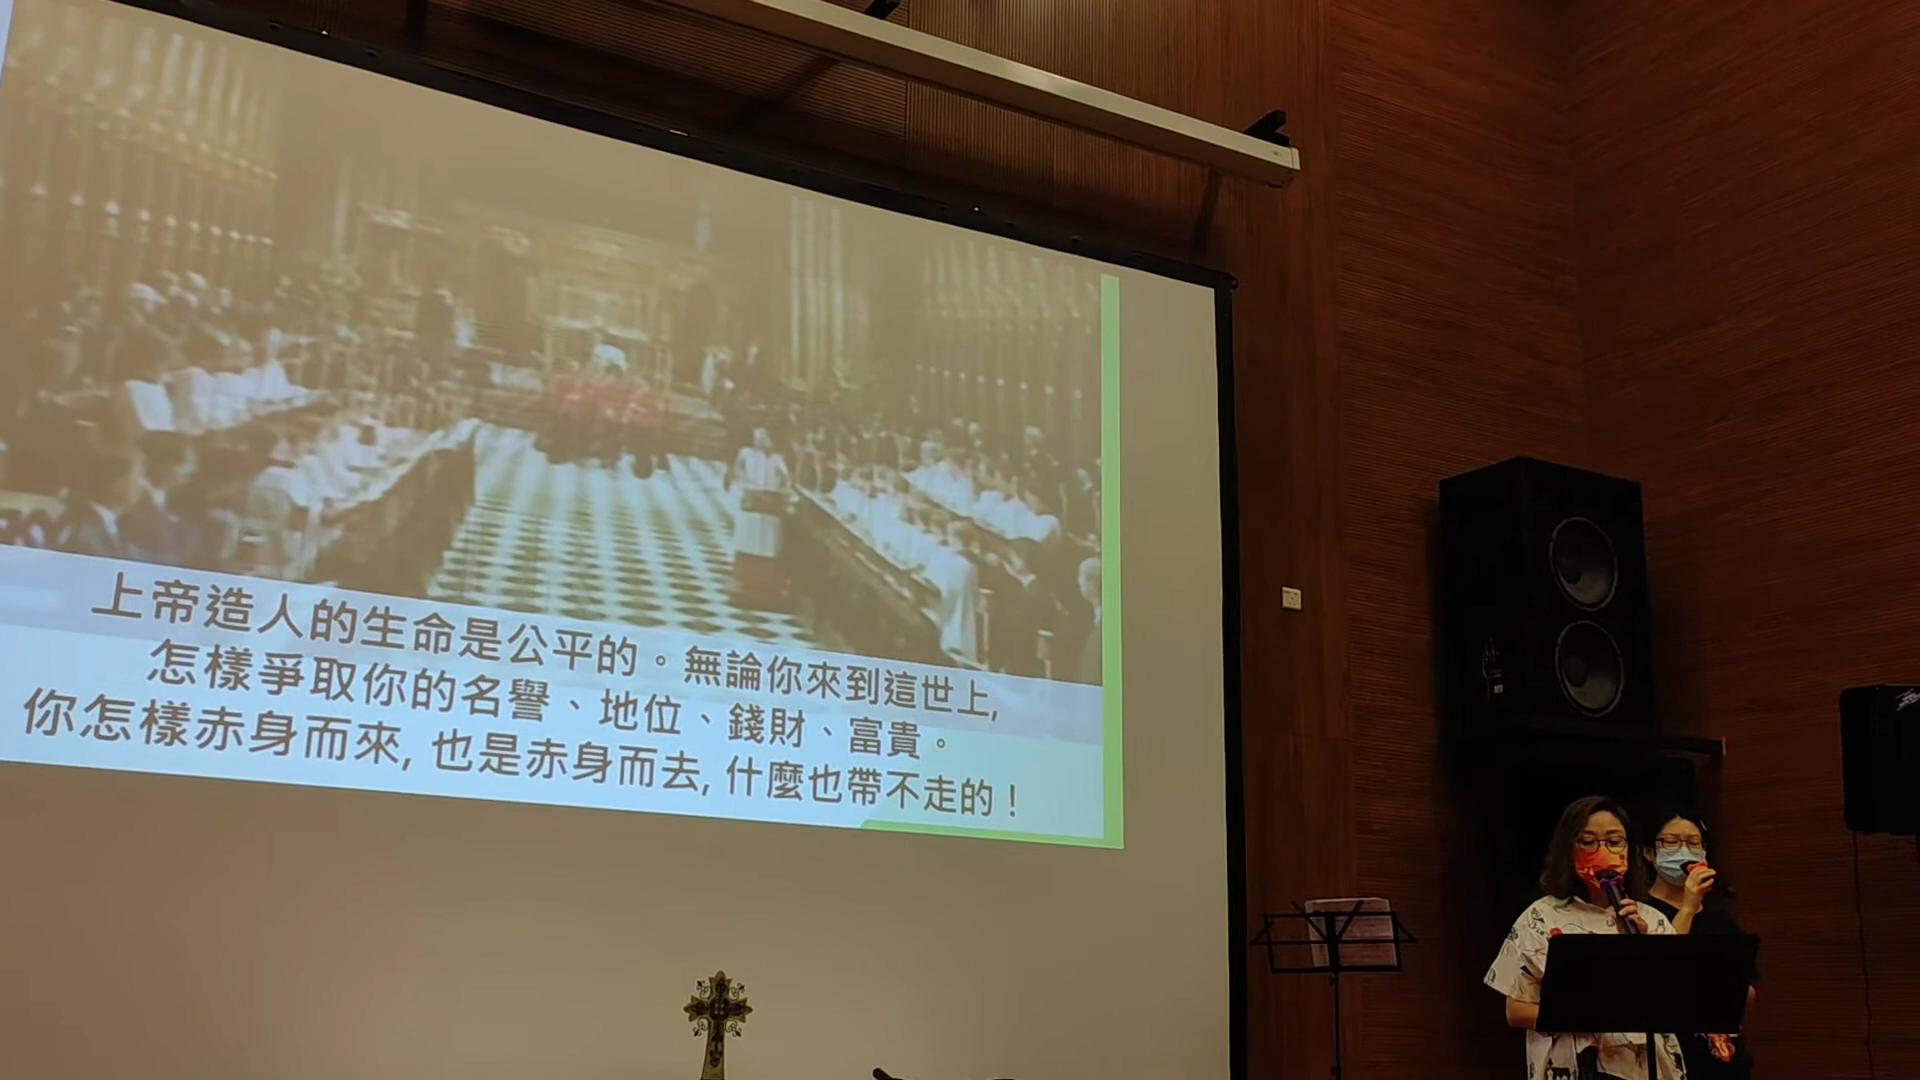 上帝造人的生命是公平的。無論你來到這世上,
怎樣爭取你的名譽、地位、錢財、富貴。
你怎樣赤身而來, 也是赤身而去, 什麼也帶不走的！